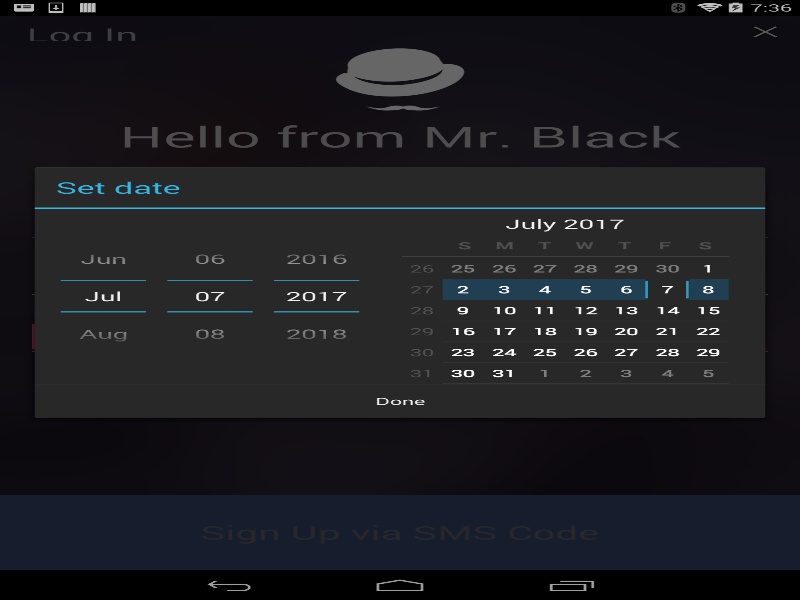 7:36
Log In
Hello from Mr. Black
Set date
July 2017
S M T W T F S
Jun 06 2016
Jul 07 2017
Aug 08 2018
26 25 26 27 28 29 30 1
27 2 3 4 5 6 7 8
28 9 10 11 12 13 14 15
29 16 17 18 19 20 21 22
30 23 24 25 26 27 28 29
31 30 31 1 2 3 4 5
Done
Sign Up via SMS Code